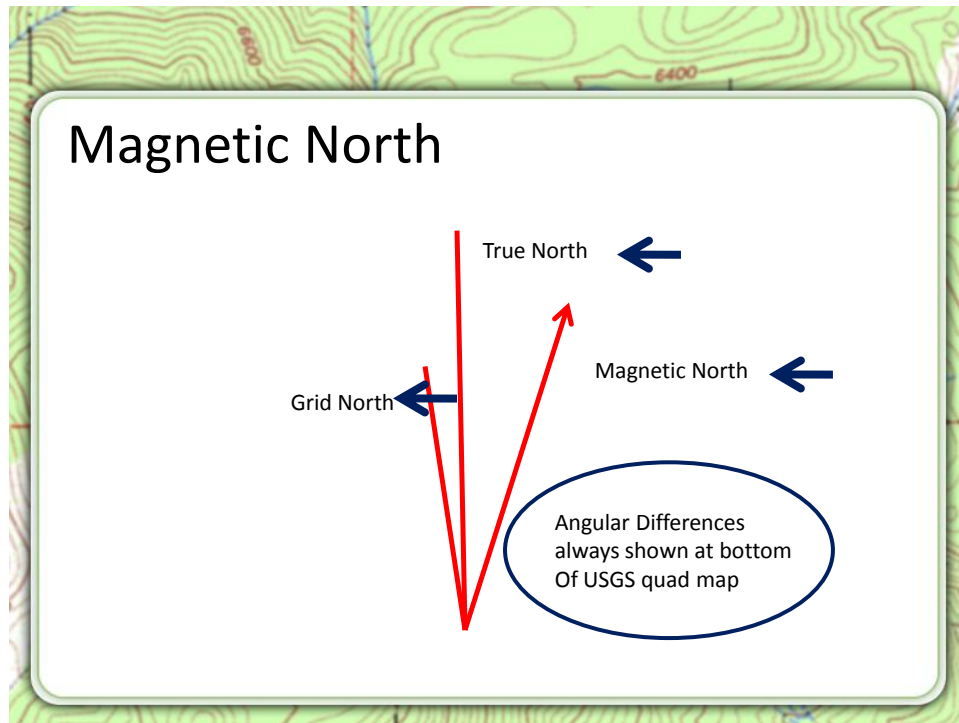 6600
6400
Magnetic North
True North
Magnetic North
Grid North
Angular Differences
always shown at bottom
Of USGS quad map